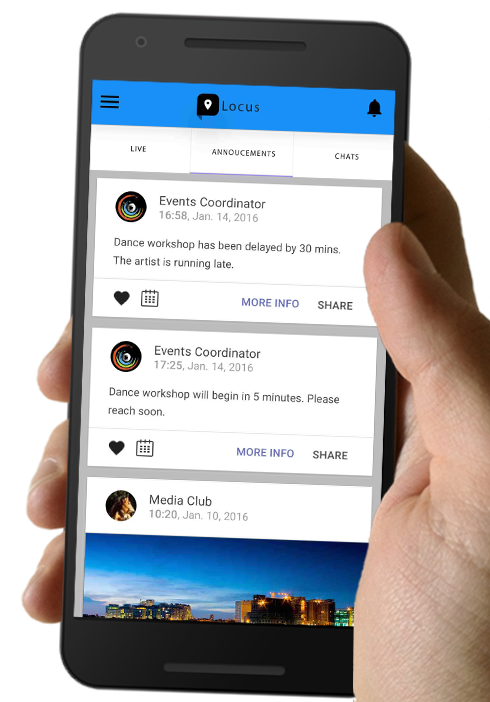 Locus
LIVE
ANNOUCEMENTS
CHATS
Events Coordinator
16:58, Jan. 14, 2016
Dance workshop has been delayed by 30 mins.
The artist is running late.
MORE INFO SHARE
Events Coordinator
17:25, Jan. 14, 2016
Dance workshop will begin in 5 minutes. Please
reach soon.
MORE INFO SHARE
Media Club
10:20, Jan. 10, 2016